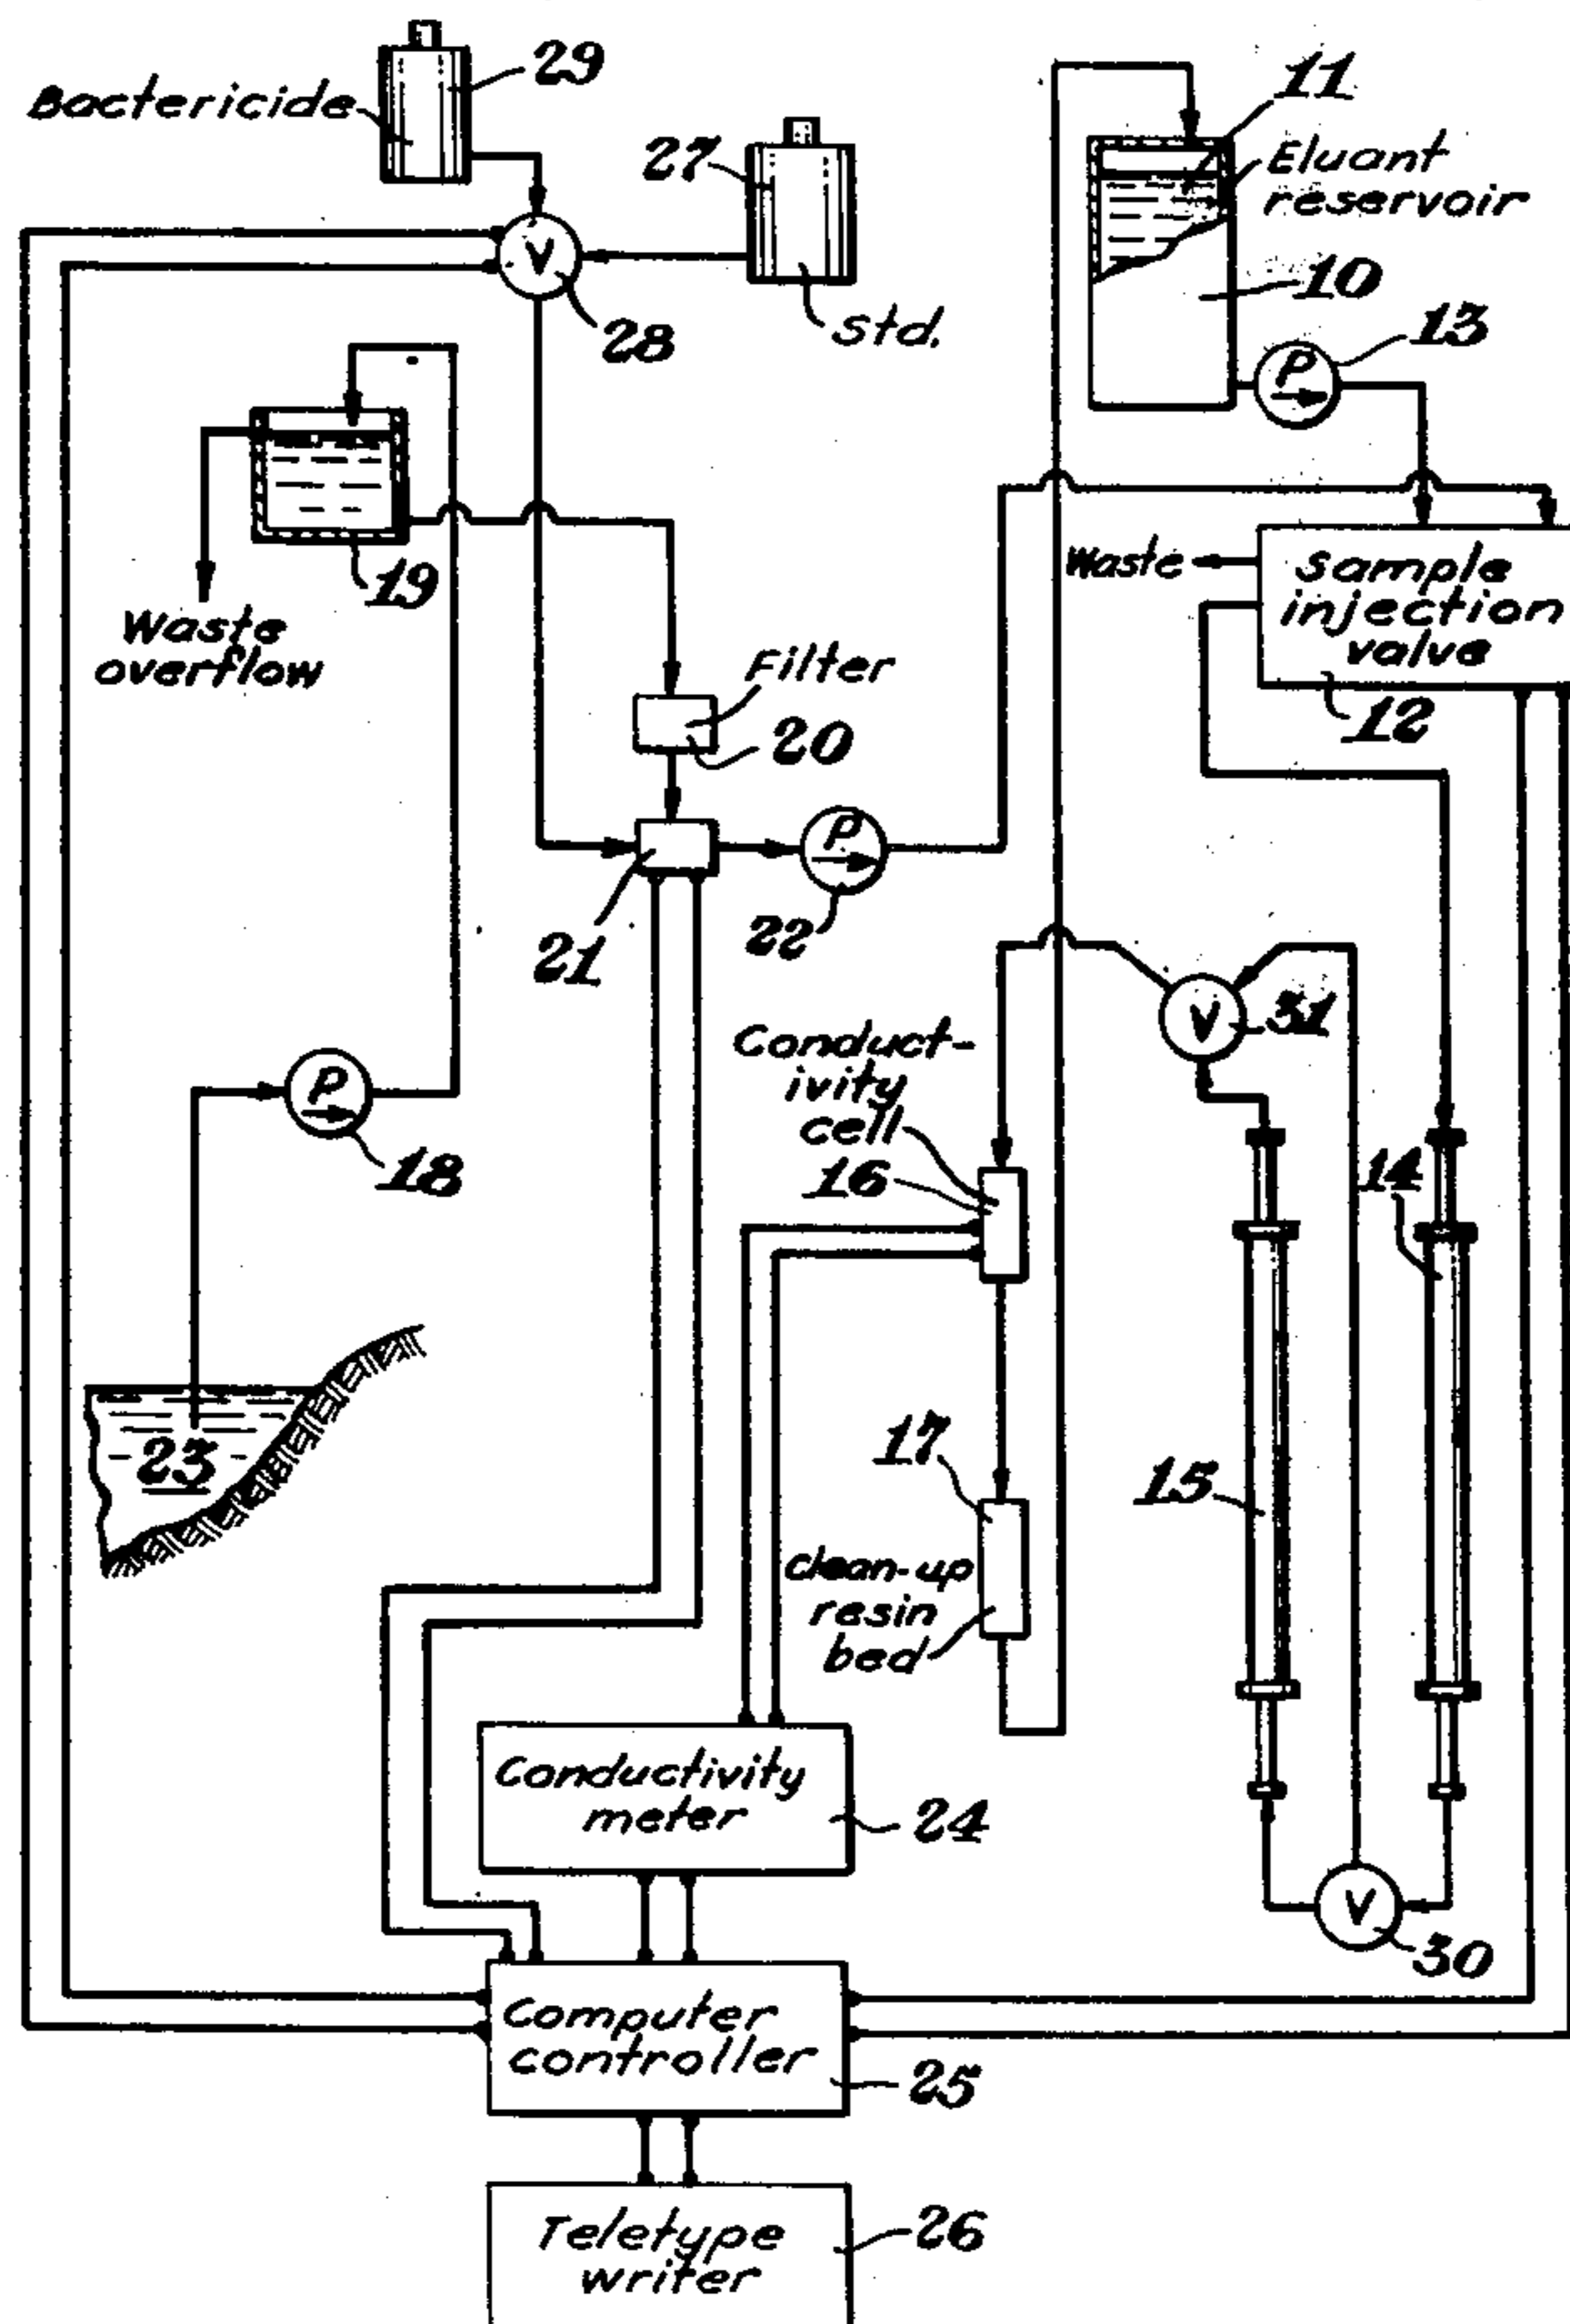 29
Bactericide
11
27
Eluant
reservoir
V
10
28
Std.
13
P
19
Waste
overflow
Waste
Sample
injection
valve
12
Filter
20
P
21
22
V
31
Conduct-
ivity
cell
16
14
P
18
23
17
15
Clean-up
resin
bed
Conductivity
meter
24
V
30
Computer
controller
25
Teletype
writer
26